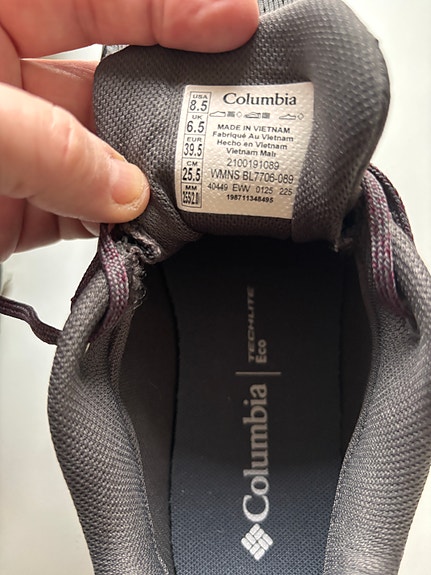 USA
8.5
UK
6.5
EUR
39.5
CM
25.5
MM
255/2.0
Columbia
MADE IN VIETNAM
Fabriqué Au Vietnam
Hecho en Vietnam
Vietnam Malı
2100191089
WMNS BL7706-089
40449 EWV 0125 225
198711348495
Columbia
TECHLITE
Eco